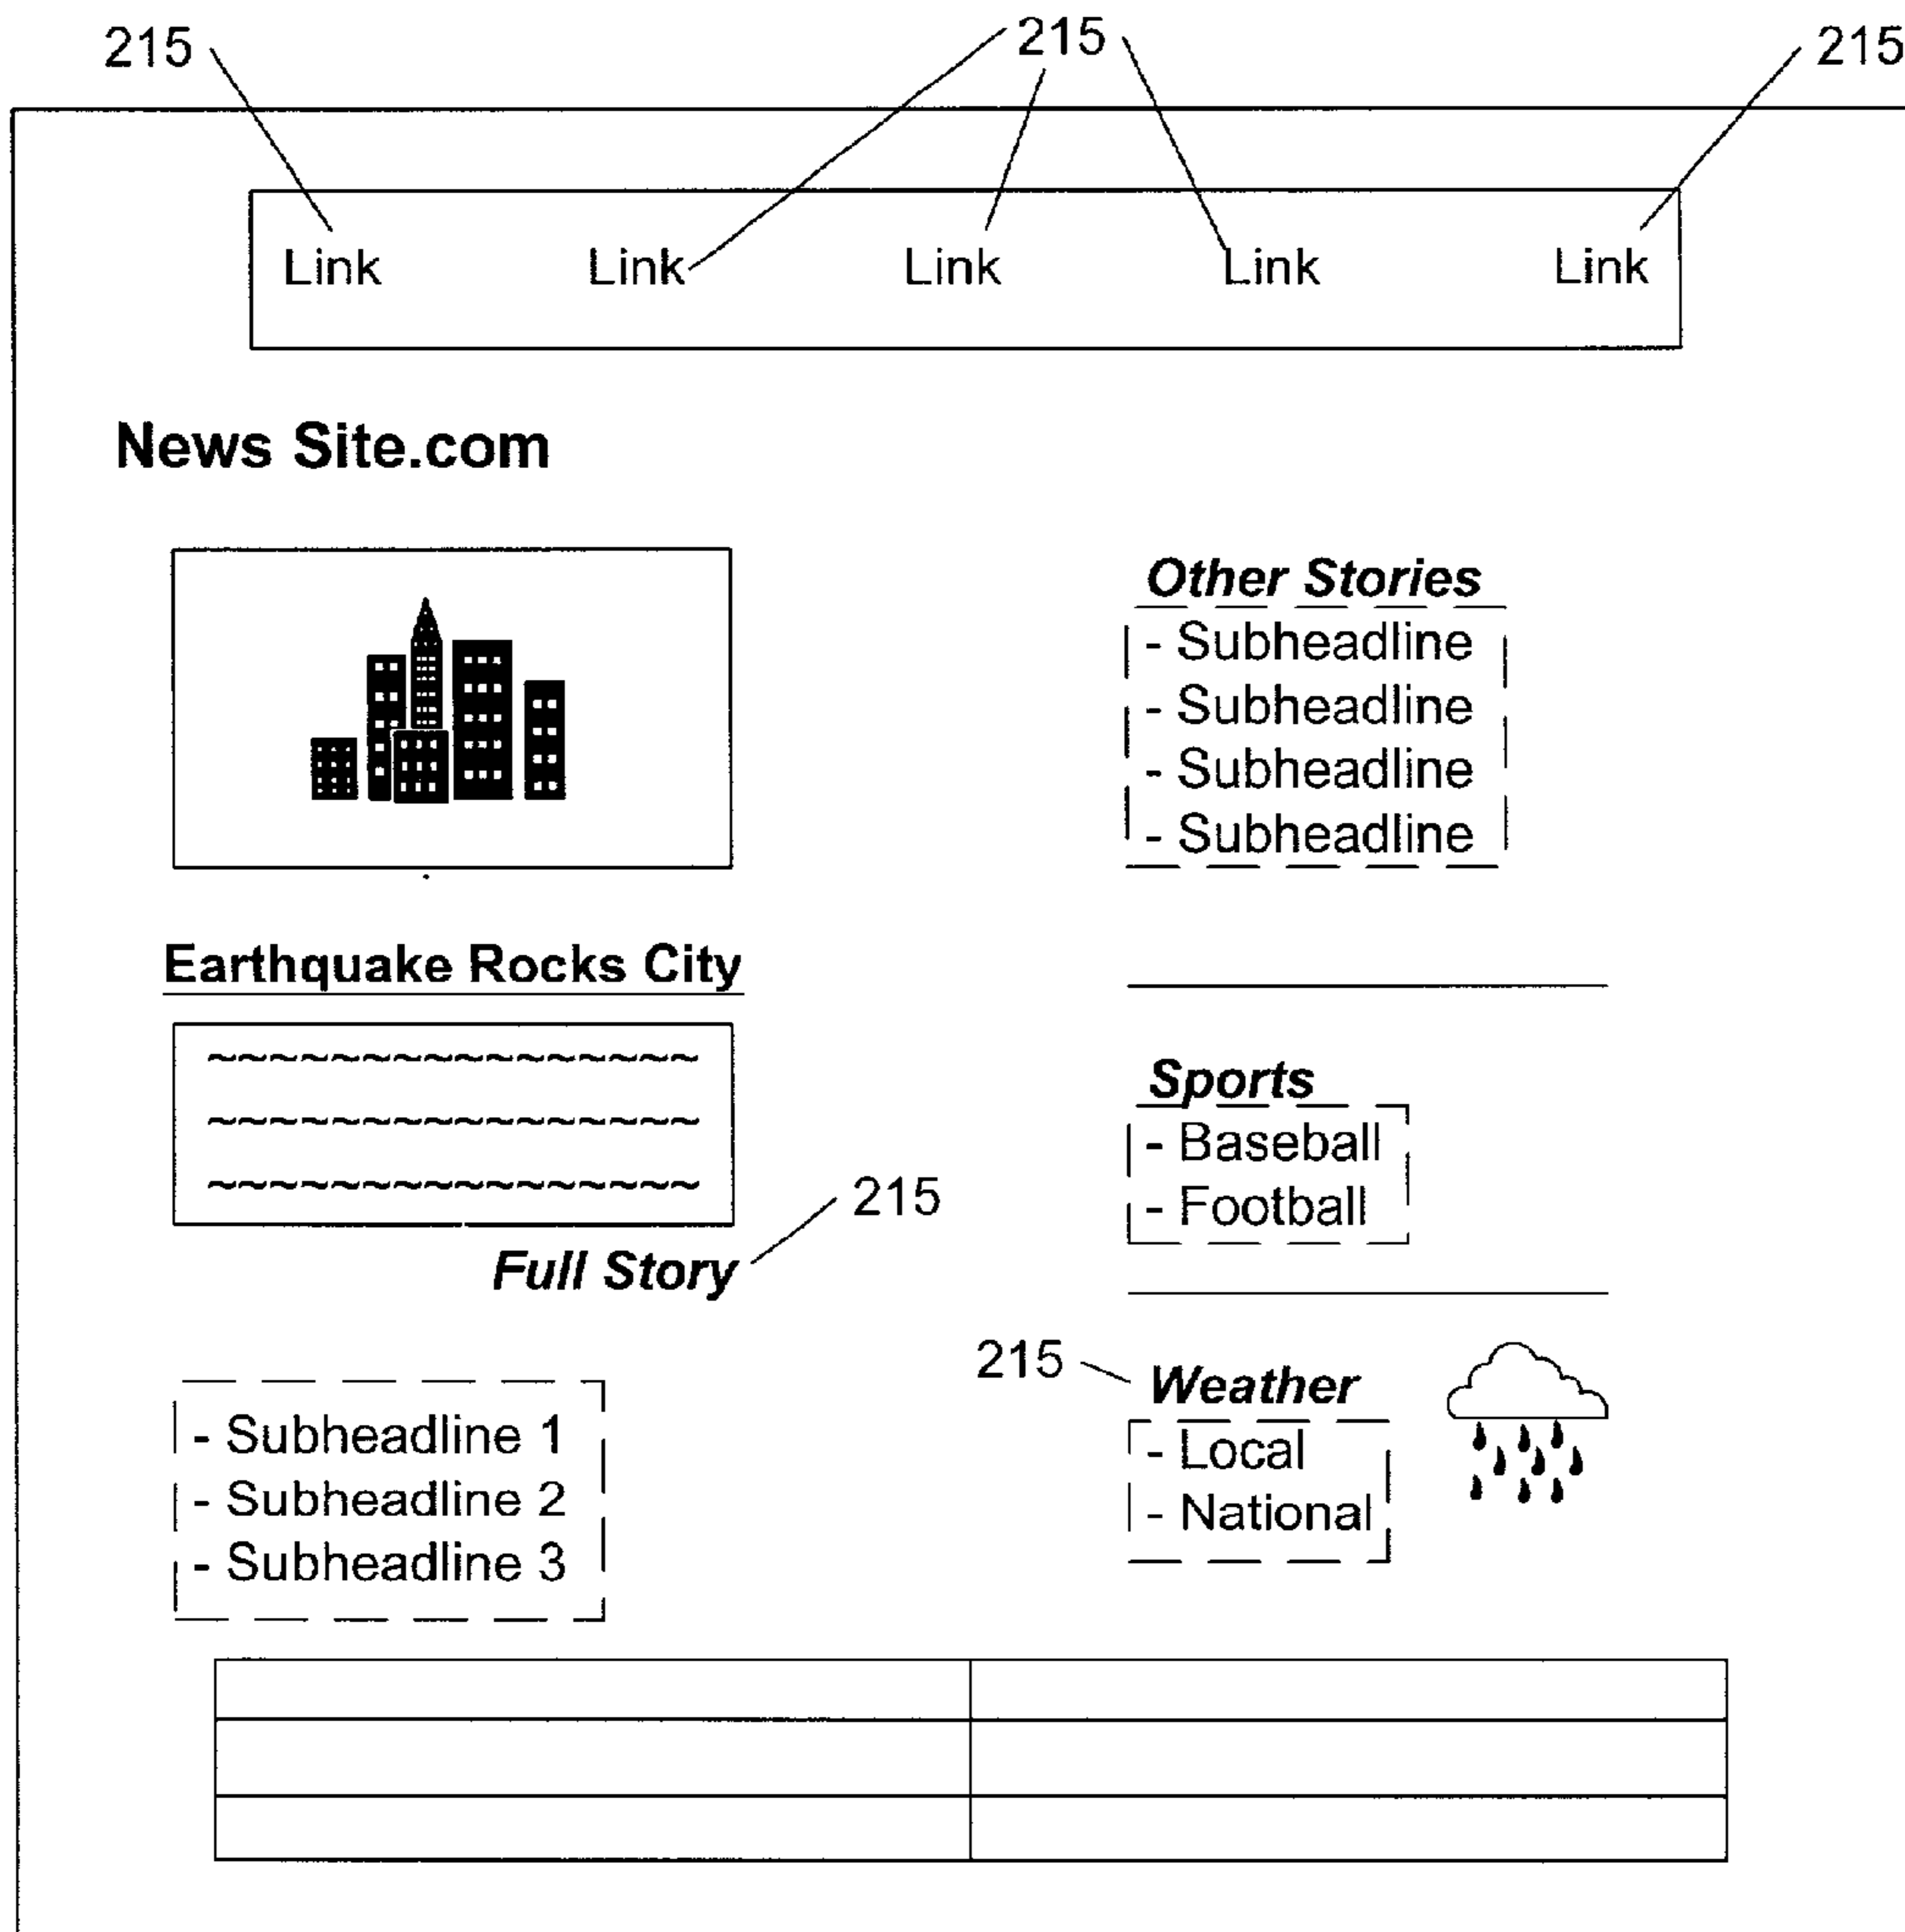 215 215 215
Link Link Link Link Link
News Site.com
Earthquake Rocks City
215
Full Story
- Subheadline 1
- Subheadline 2
- Subheadline 3
Other Stories
- Subheadline
- Subheadline
- Subheadline
- Subheadline
Sports
- Baseball
- Football
215
Weather
- Local
- National